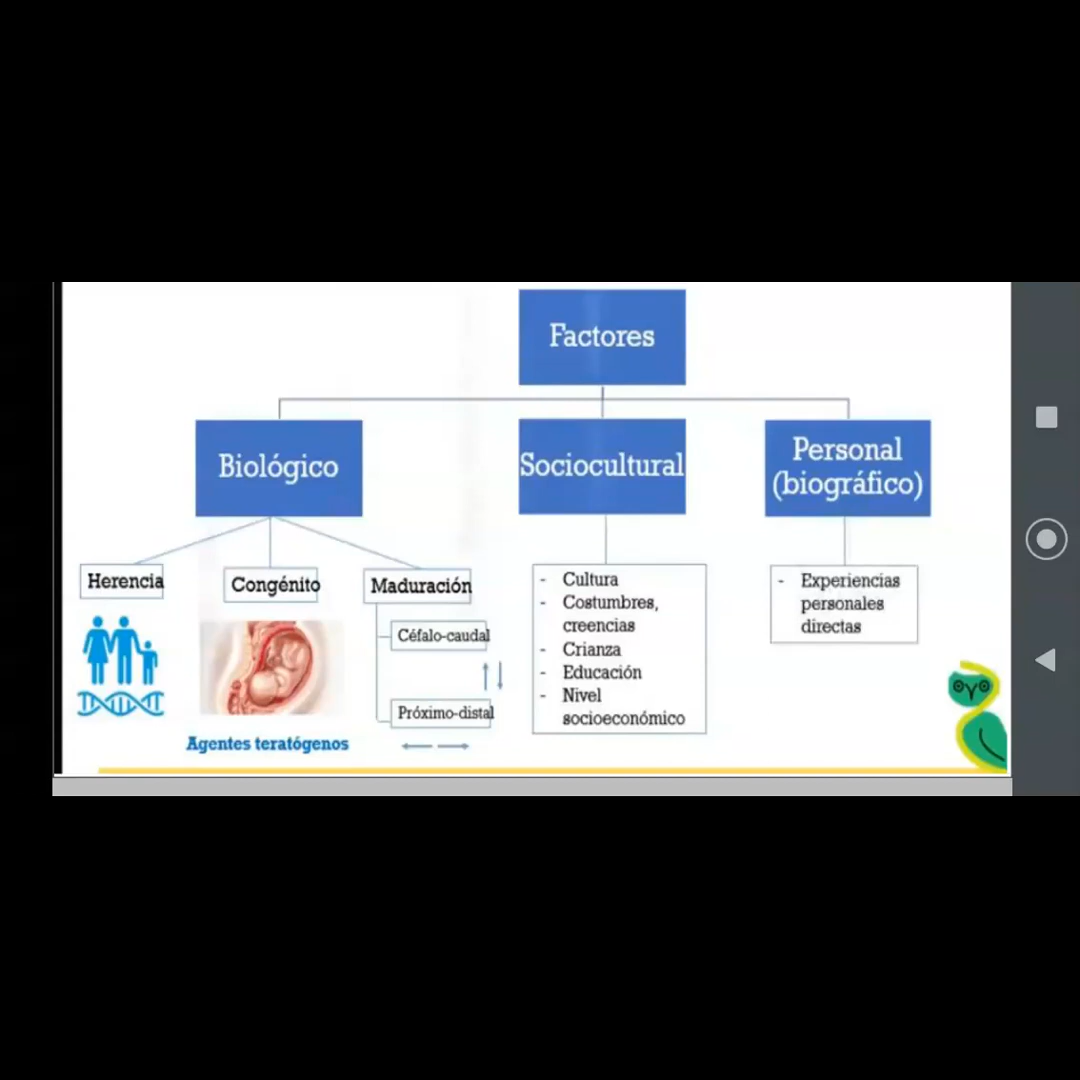 Factores
Biológico
Sociocultural
Personal
(biográfico)
Herencia
Congénito
Maduración
Céfalo-caudal
Próximo-distal
Agentes teratógenos
- Cultura
- Costumbres,
creencias
- Crianza
- Educación
- Nivel
socioeconómico
- Experiencias
personales
directas